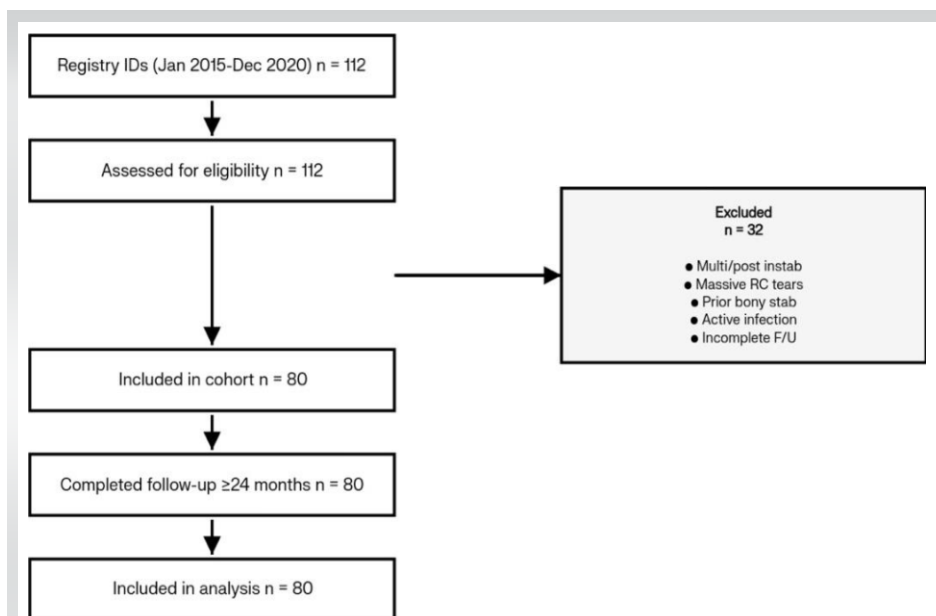 Registry IDs (Jan 2015-Dec 2020) n = 112
Assessed for eligibility n = 112
Excluded
n = 32
● Multi/post instab
● Massive RC tears
● Prior bony stab
● Active infection
● Incomplete F/U
Included in cohort n = 80
Completed follow-up ≥24 months n = 80
Included in analysis n = 80